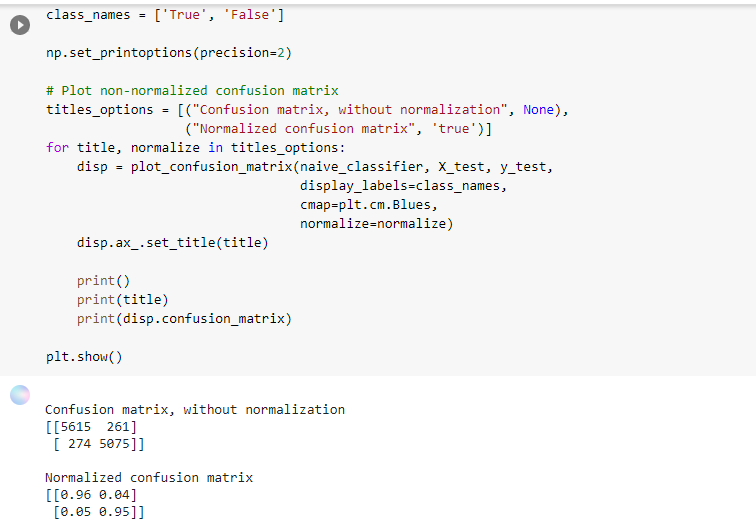 class_names = ['True', 'False']
np.set_printoptions(precision=2)
# Plot non-normalized confusion matrix
titles_options = [("Confusion matrix, without normalization", None),
                  ("Normalized confusion matrix", 'true')]
for title, normalize in titles_options:
    disp = plot_confusion_matrix(naive_classifier, X_test, y_test,
                                 display_labels=class_names,
                                 cmap=plt.cm.Blues,
                                 normalize=normalize)
    disp.ax_.set_title(title)
    print()
    print(title)
    print(disp.confusion_matrix)
plt.show()
Confusion matrix, without normalization
[[5615  261]
 [ 274 5075]]
Normalized confusion matrix
[[0.96 0.04]
 [0.05 0.95]]